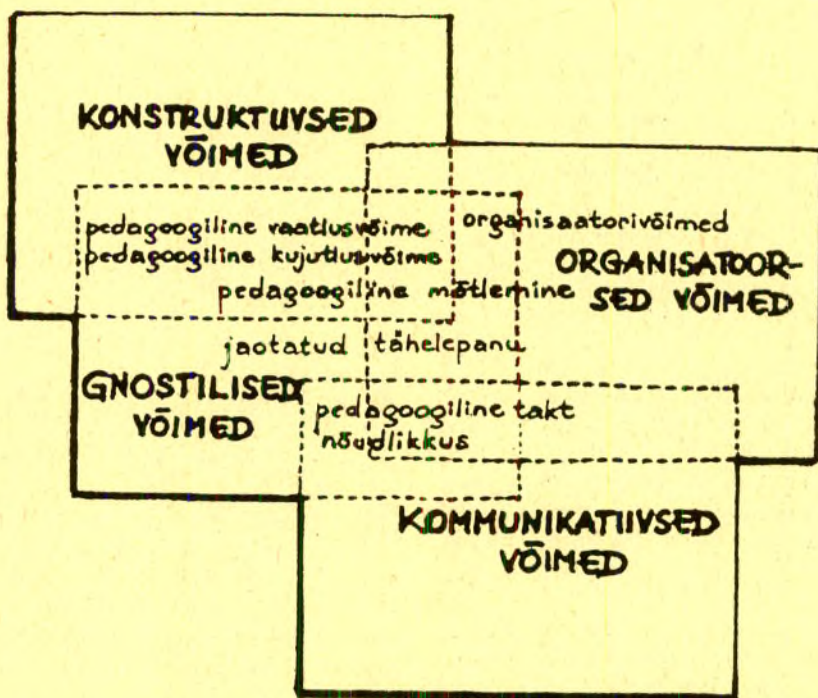 KONSTRUKTIIVSED
VÕIMED
pedagoogiline vaatlusvõime
organisaatorivõimed
pedagoogiline kujutlusvõime
ORGANISATOOR-
SED VÕIMED
pedagoogiline mõtlemine
jaotatud tähelepanu
GNOSTILISED
VÕIMED
pedagoogiline takt
nõudlikkus
KOMMUNIKATIIVSED
VÕIMED